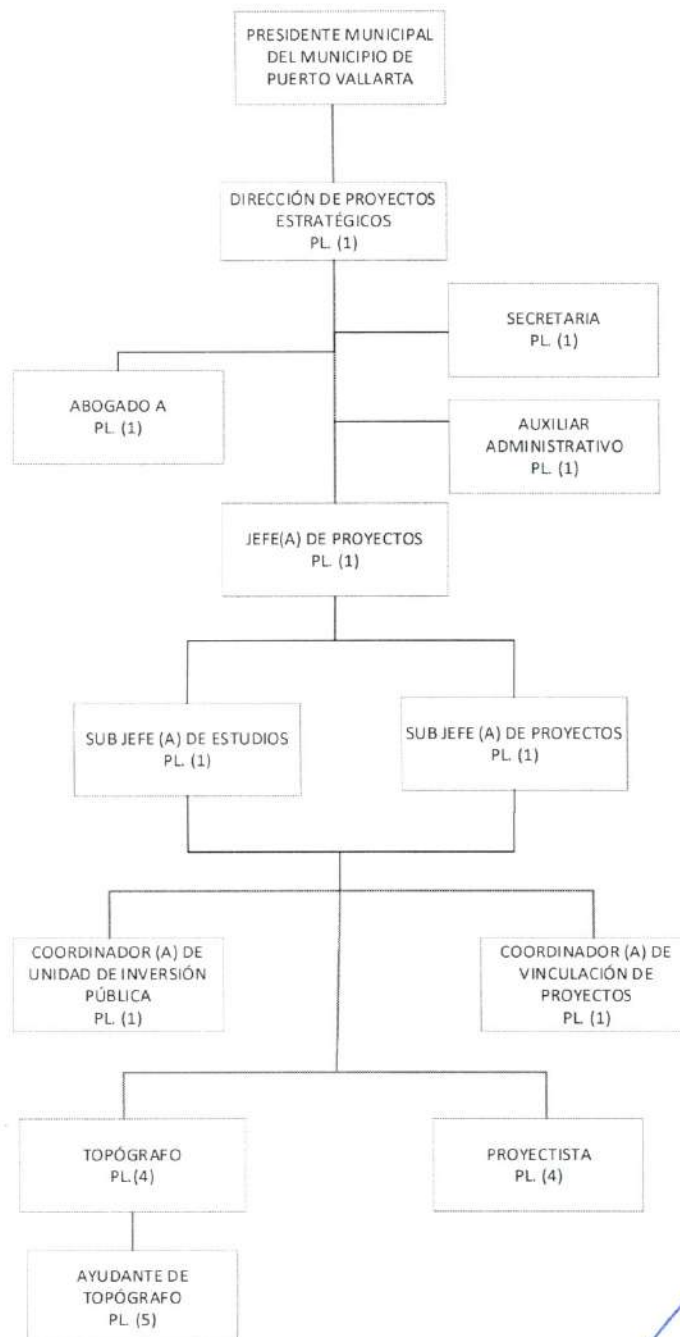 PRESIDENTE MUNICIPAL
DEL MUNICIPIO DE
PUERTO VALLARTA
DIRECCIÓN DE PROYECTOS
ESTRATÉGICOS
PL. (1)
SECRETARIA
PL. (1)
ABOGADO A
PL. (1)
AUXILIAR
ADMINISTRATIVO
PL. (1)
JEFE(A) DE PROYECTOS
PL. (1)
SUB JEFE (A) DE ESTUDIOS
PL. (1)
SUB JEFE (A) DE PROYECTOS
PL. (1)
COORDINADOR (A) DE
UNIDAD DE INVERSIÓN
PÚBLICA
PL. (1)
COORDINADOR (A) DE
VINCULACIÓN DE
PROYECTOS
PL. (1)
TOPÓGRAFO
PL.(4)
PROYECTISTA
PL. (4)
AYUDANTE DE
TOPÓGRAFO
PL. (5)